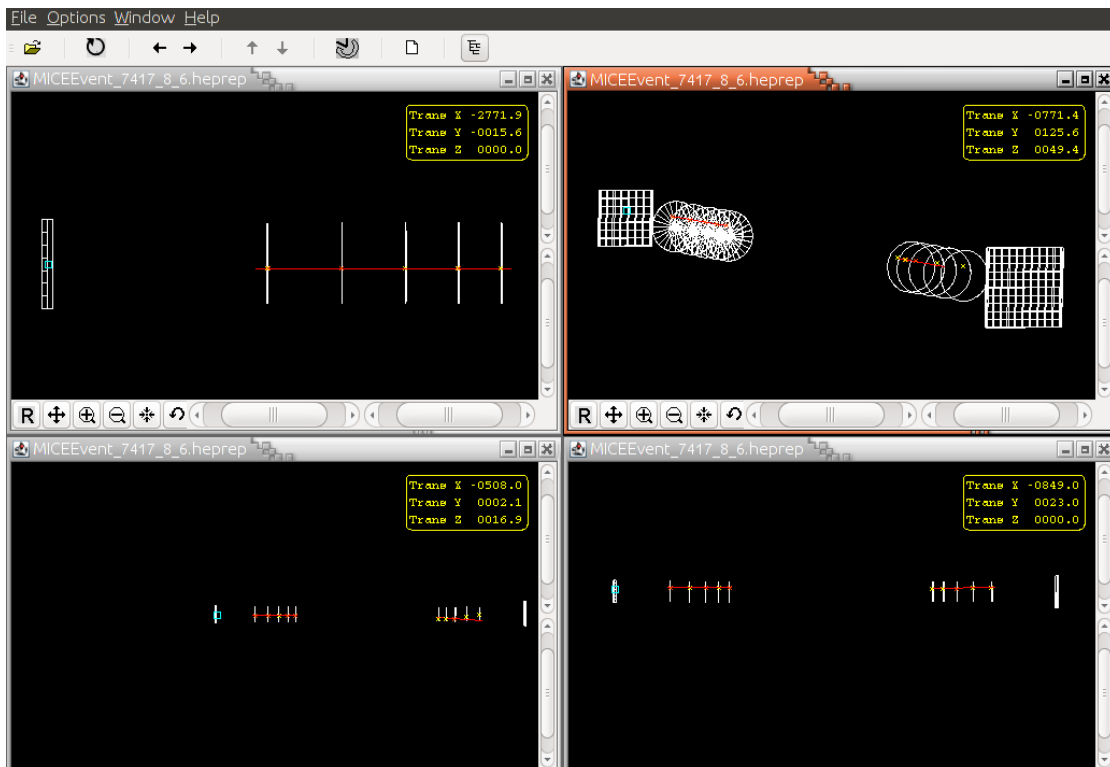 File Options Window Help
MICEEvent_7417_8_6.heprep
Trans X -2771.9
Trans Y -0015.6
Trans Z 0000.0
R
MICEEvent_7417_8_6.heprep
Trans X -0771.4
Trans Y 0125.6
Trans Z 0049.4
R
MICEEvent_7417_8_6.heprep
Trans X -0508.0
Trans Y 0002.1
Trans Z 0016.9
MICEEvent_7417_8_6.heprep
Trans X -0849.0
Trans Y 0023.0
Trans Z 0000.0